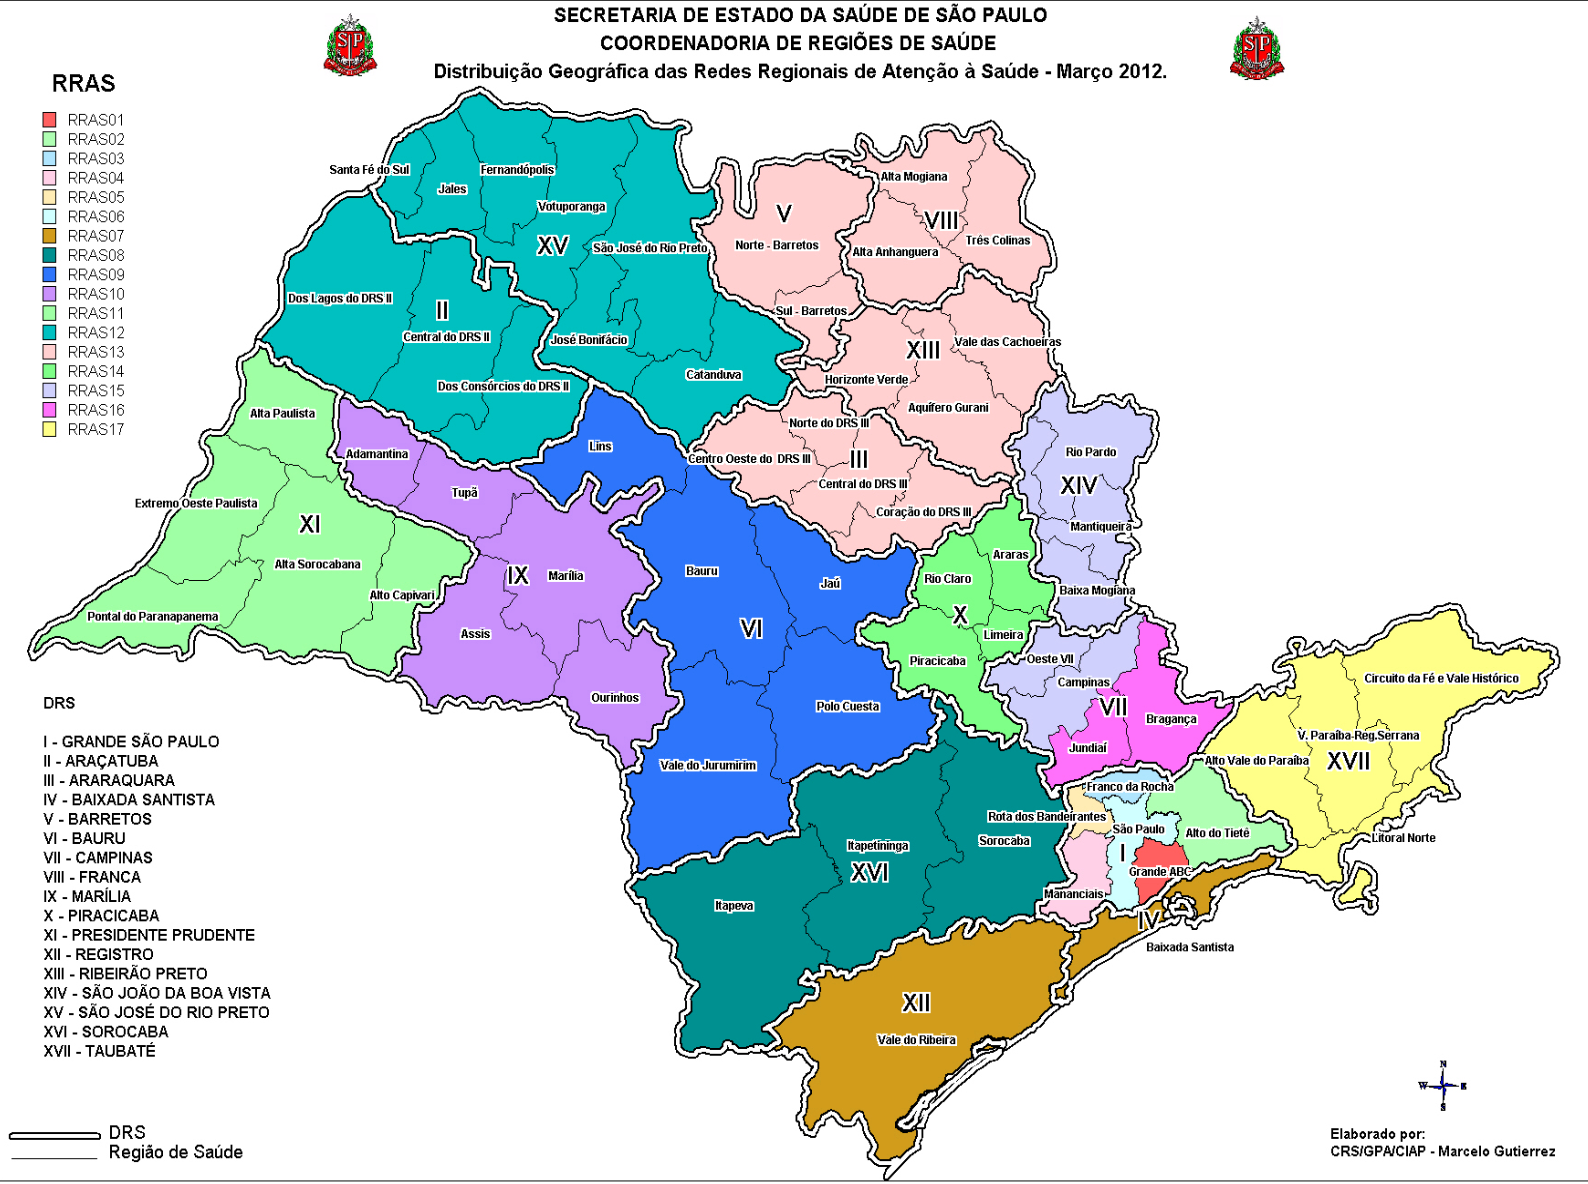 SECRETARIA DE ESTADO DA SAÚDE DE SÃO PAULO
COORDENADORIA DE REGIÕES DE SAÚDE
Distribuição Geográfica das Redes Regionais de Atenção à Saúde - Março 2012.
SP
SP
RRAS
RRAS01
RRAS02
RRAS03
RRAS04
RRAS05
RRAS06
RRAS07
RRAS08
RRAS09
RRAS10
RRAS11
RRAS12
RRAS13
RRAS14
RRAS15
RRAS16
RRAS17
Santa Fé do Sul
Jales
Fernandópolis
Votuporanga
XV
São José do Rio Preto
José Bonifácio
Catanduva
Dos Lagos do DRS II
II
Central do DRS II
Dos Consórcios do DRS II
V
Norte - Barretos
Sul - Barretos
Alta Mogiana
VIII
Três Colinas
Alta Anhanguera
XIII
Vale das Cachoeiras
Horizonte Verde
Aquífero Gurani
Norte do DRS III
Centro Oeste do DRS III
III
Central do DRS III
Coração do DRS III
Rio Pardo
XIV
Mantiqueira
Baixa Mogiana
Alta Paulista
Extremo Oeste Paulista
XI
Alta Sorocabana
Alto Capivari
Pontal do Paranapanema
Adamantina
Tupã
IX
Marília
Assis
Ourinhos
Lins
Bauru
Jaú
VI
Polo Cuesta
Vale do Jurumirim
Araras
Rio Claro
X
Limeira
Piracicaba
Oeste VII
Campinas
VII
Bragança
Jundiaí
Circuito da Fé e Vale Histórico
V. Paraíba-Reg.Serrana
Alto Vale do Paraíba
XVII
Litoral Norte
Franco da Rocha
Rota dos Bandeirantes
São Paulo
Alto do Tietê
I
Grande ABC
Mananciais
Sorocaba
Itapetininga
XVI
Itapeva
IV
Baixada Santista
XII
Vale do Ribeira
DRS
I - GRANDE SÃO PAULO
II - ARAÇATUBA
III - ARARAQUARA
IV - BAIXADA SANTISTA
V - BARRETOS
VI - BAURU
VII - CAMPINAS
VIII - FRANCA
IX - MARÍLIA
X - PIRACICABA
XI - PRESIDENTE PRUDENTE
XII - REGISTRO
XIII - RIBEIRÃO PRETO
XIV - SÃO JOÃO DA BOA VISTA
XV - SÃO JOSÉ DO RIO PRETO
XVI - SOROCABA
XVII - TAUBATÉ
DRS
Região de Saúde
N
W E
S
Elaborado por:
CRS/GPA/CIAP - Marcelo Gutierrez